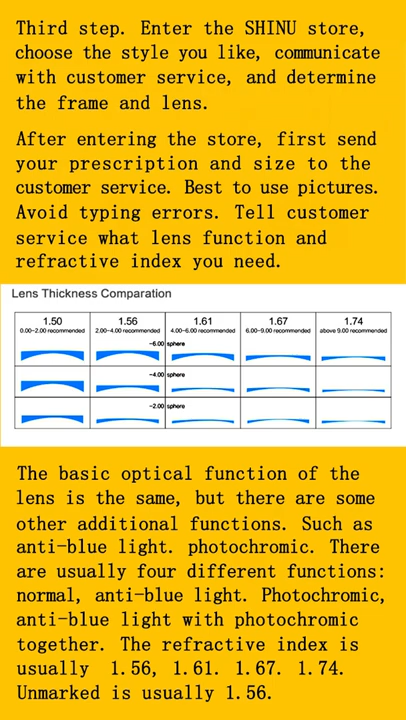 Third step. Enter the SHINU store,
choose the style you like, communicate
with customer service, and determine
the frame and lens.
After entering the store, first send
your prescription and size to the
customer service. Best to use pictures.
Avoid typing errors. Tell customer
service what lens function and
refractive index you need.
Lens Thickness Comparation
1.50 1.56 1.61 1.67 1.74
0.00-2.00 recommended 2.00-4.00 recommended 4.00-6.00 recommended 6.00-9.00 recommended above 9.00 recommended
-6.00 sphere
-4.00 sphere
-2.00 sphere
The basic optical function of the
lens is the same, but there are some
other additional functions. Such as
anti-blue light. photochromic. There
are usually four different functions:
normal, anti-blue light. Photochromic,
anti-blue light with photochromic
together. The refractive index is
usually 1.56, 1.61. 1.67. 1.74.
Unmarked is usually 1.56.